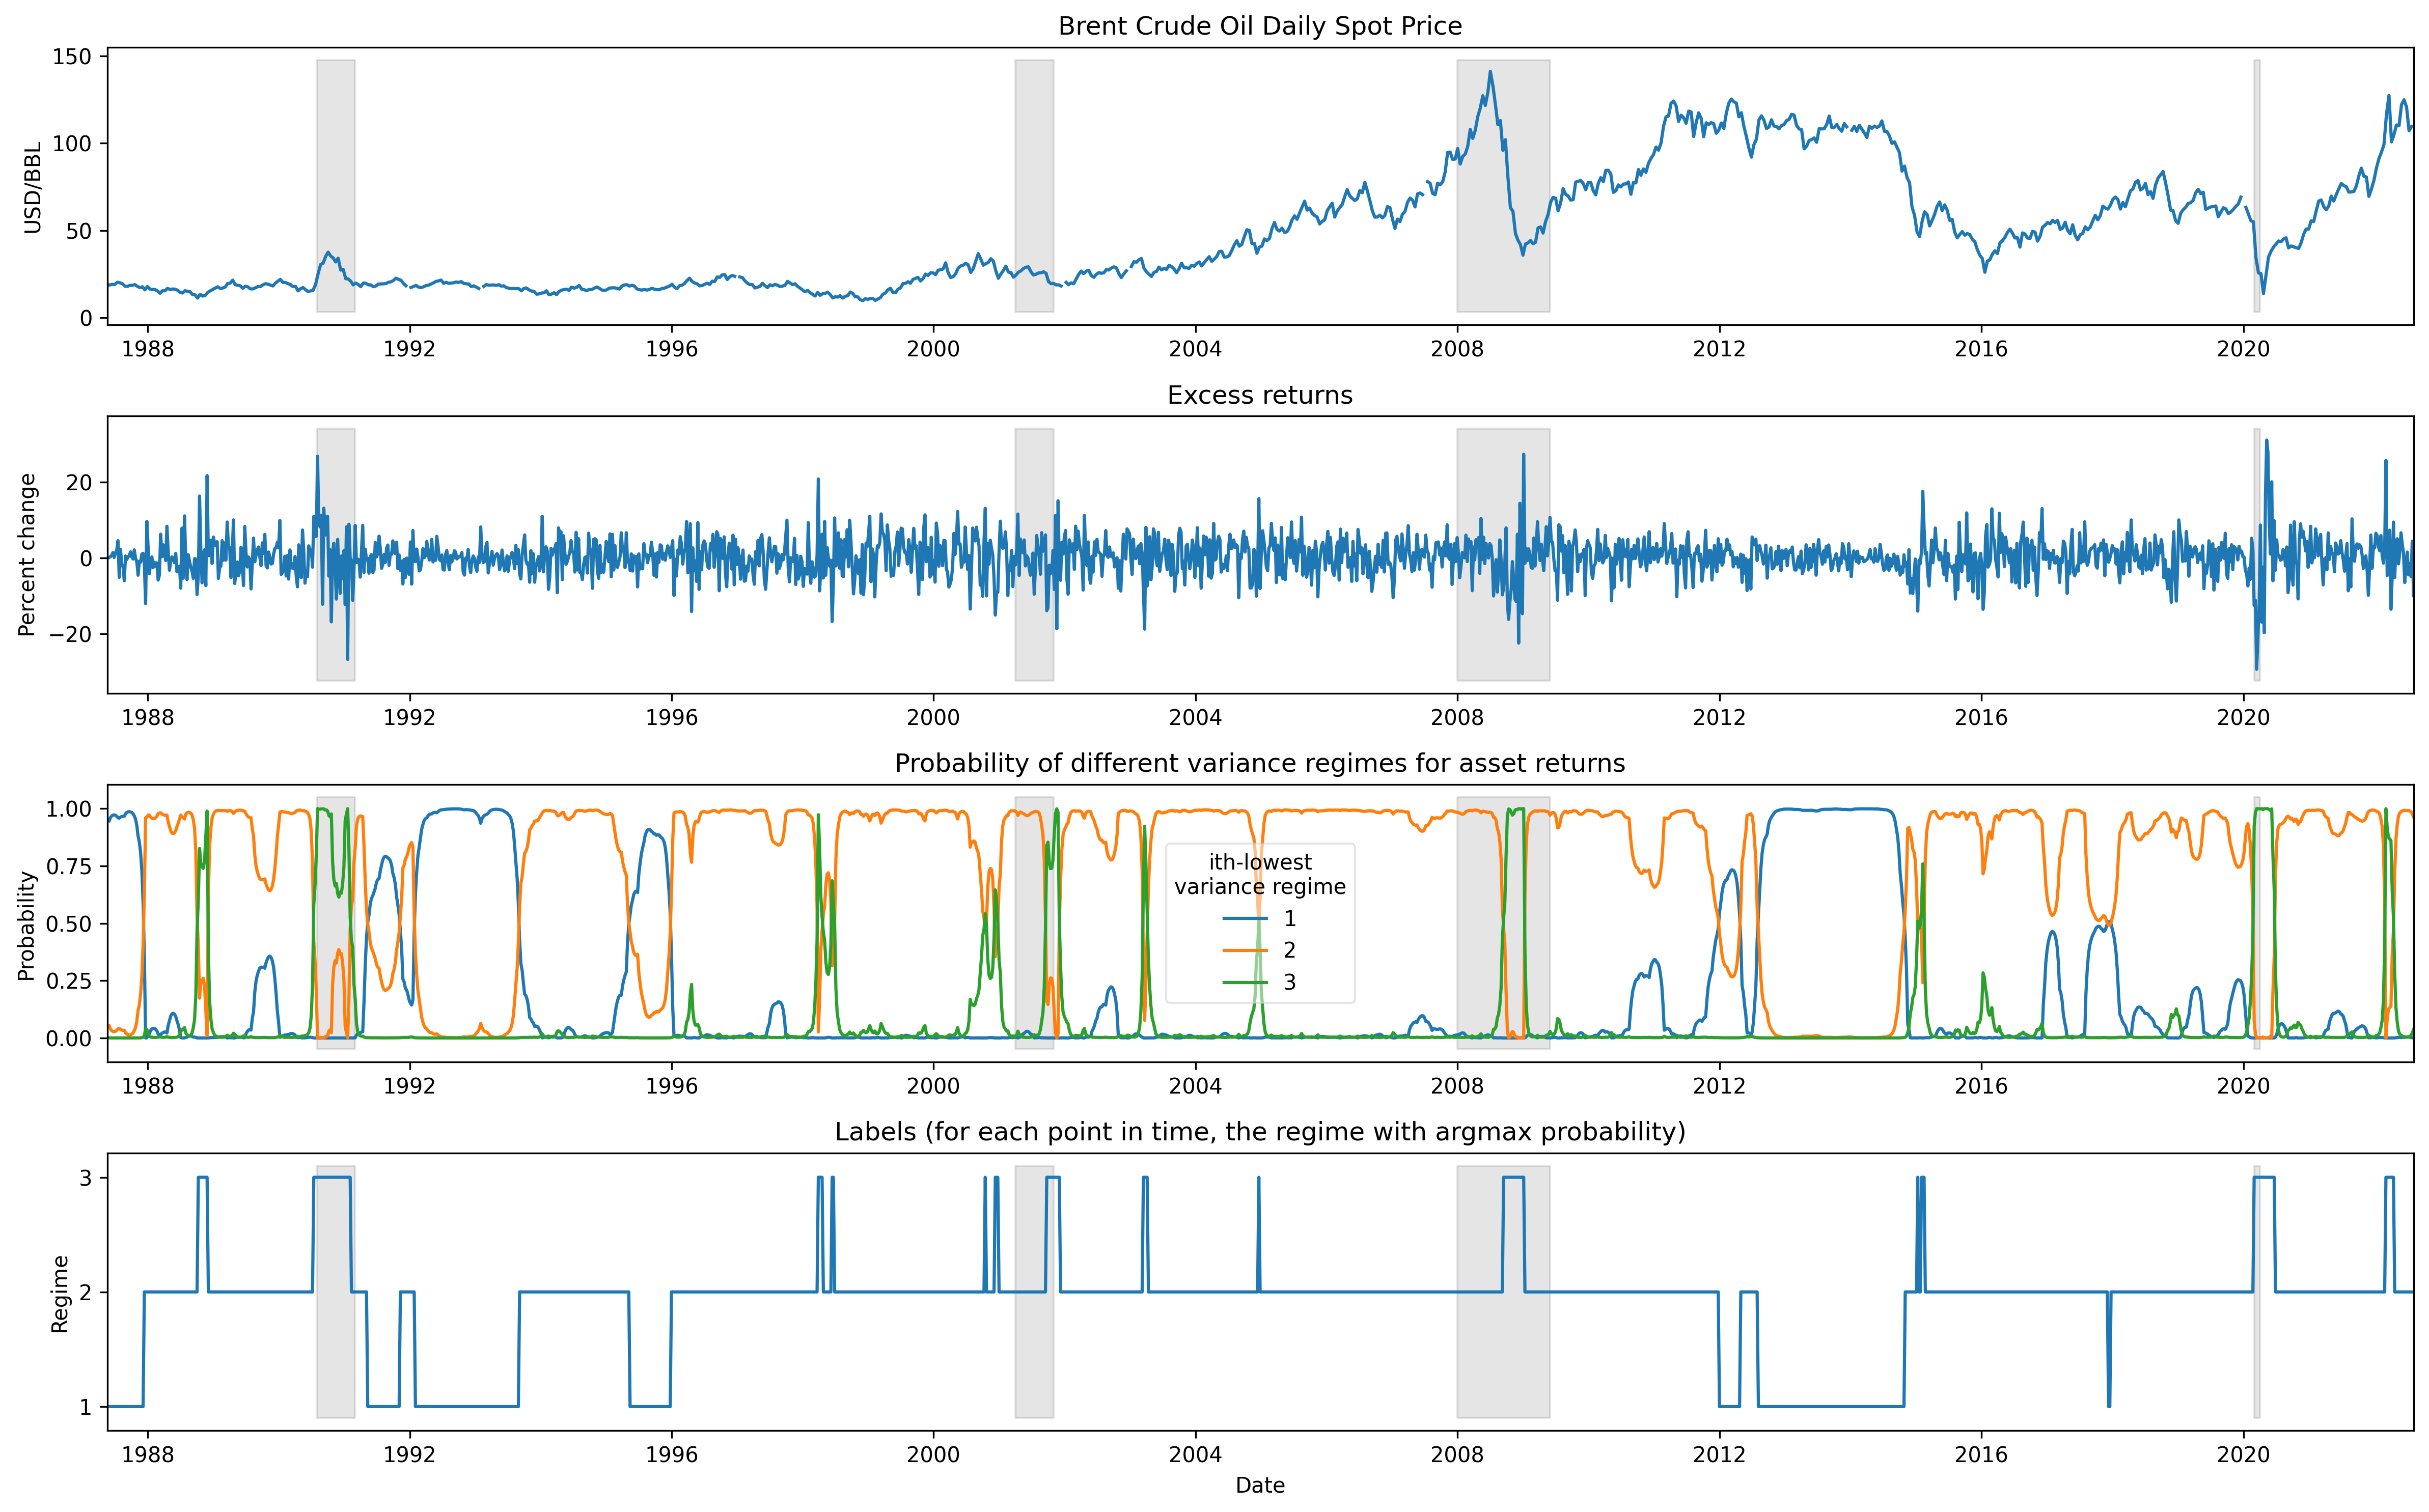 Brent Crude Oil Daily Spot Price
USD/BBL
150
100
50
0
1988 1992 1996 2000 2004 2008 2012 2016 2020
Excess returns
Percent change
20
0
−20
1988 1992 1996 2000 2004 2008 2012 2016 2020
Probability of different variance regimes for asset returns
Probability
1.00
0.75
0.50
0.25
0.00
ith-lowest
variance regime
1
2
3
1988 1992 1996 2000 2004 2008 2012 2016 2020
Labels (for each point in time, the regime with argmax probability)
Regime
3
2
1
1988 1992 1996 2000 2004 2008 2012 2016 2020
Date